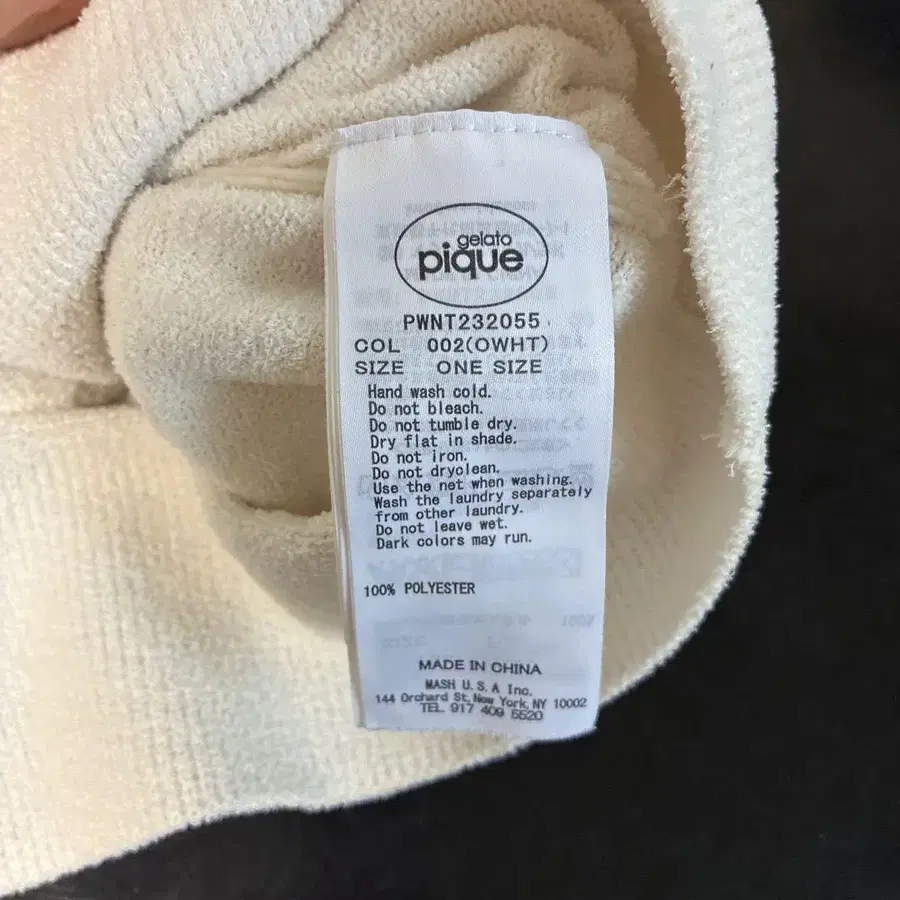 gelato
pique
PWNT232055
COL 002(OWHT)
SIZE ONE SIZE
Hand wash cold.
Do not bleach.
Do not tumble dry.
Dry flat in shade.
Do not iron.
Do not dryclean.
Use the net when washing.
Wash the laundry separately
from other laundry.
Do not leave wet.
Dark colors may run.
100% POLYESTER
MADE IN CHINA
MASH U.S.A Inc.
144 Orchard St, New York, NY 10002
TEL 917 409 5520